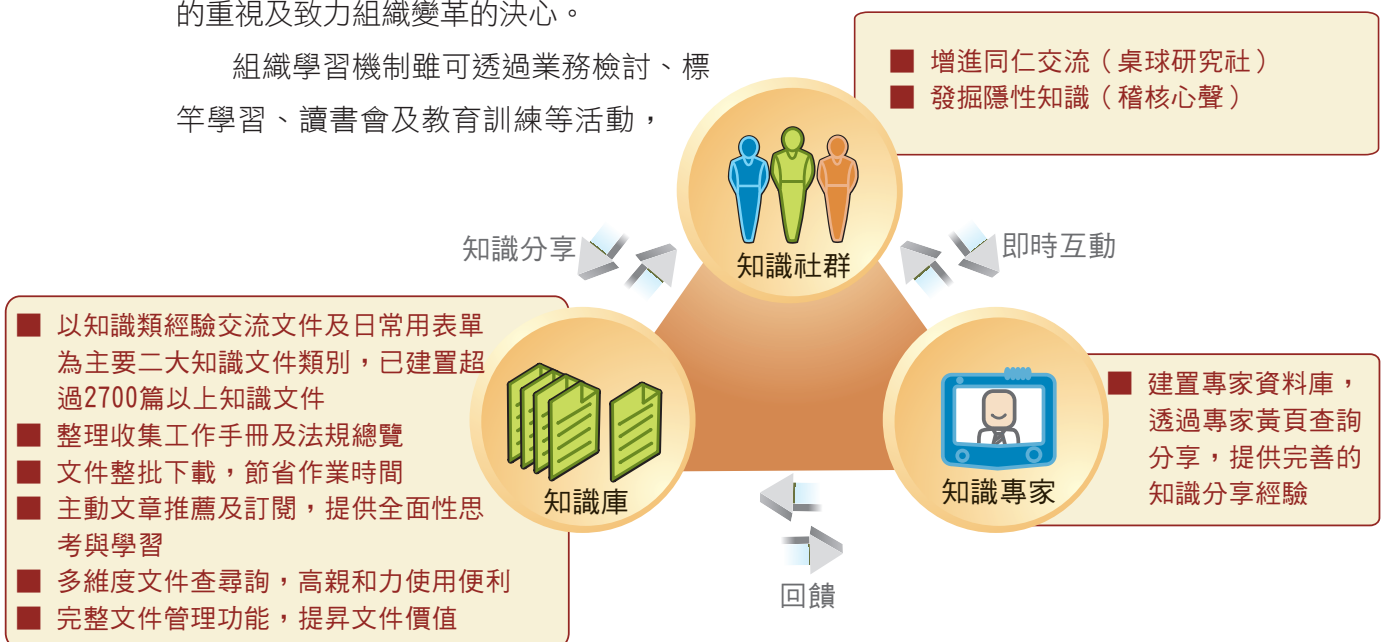 的重視及致力組織變革的決心。
組織學習機制雖可透過業務檢討、標
竿學習、讀書會及教育訓練等活動，
■ 增進同仁交流（桌球研究社）
■ 發掘隱性知識（稽核心聲）
知識社群
知識分享
即時互動
■ 以知識類經驗交流文件及日常用表單
為主要二大知識文件類別，已建置超
過2700篇以上知識文件
■ 整理收集工作手冊及法規總覽
■ 文件整批下載，節省作業時間
■ 主動文章推薦及訂閱，提供全面性思
考與學習
■ 多維度文件查尋詢，高親和力使用便利
■ 完整文件管理功能，提昇文件價值
知識庫
知識專家
■ 建置專家資料庫，
透過專家黃頁查詢
分享，提供完善的
知識分享經驗
回饋